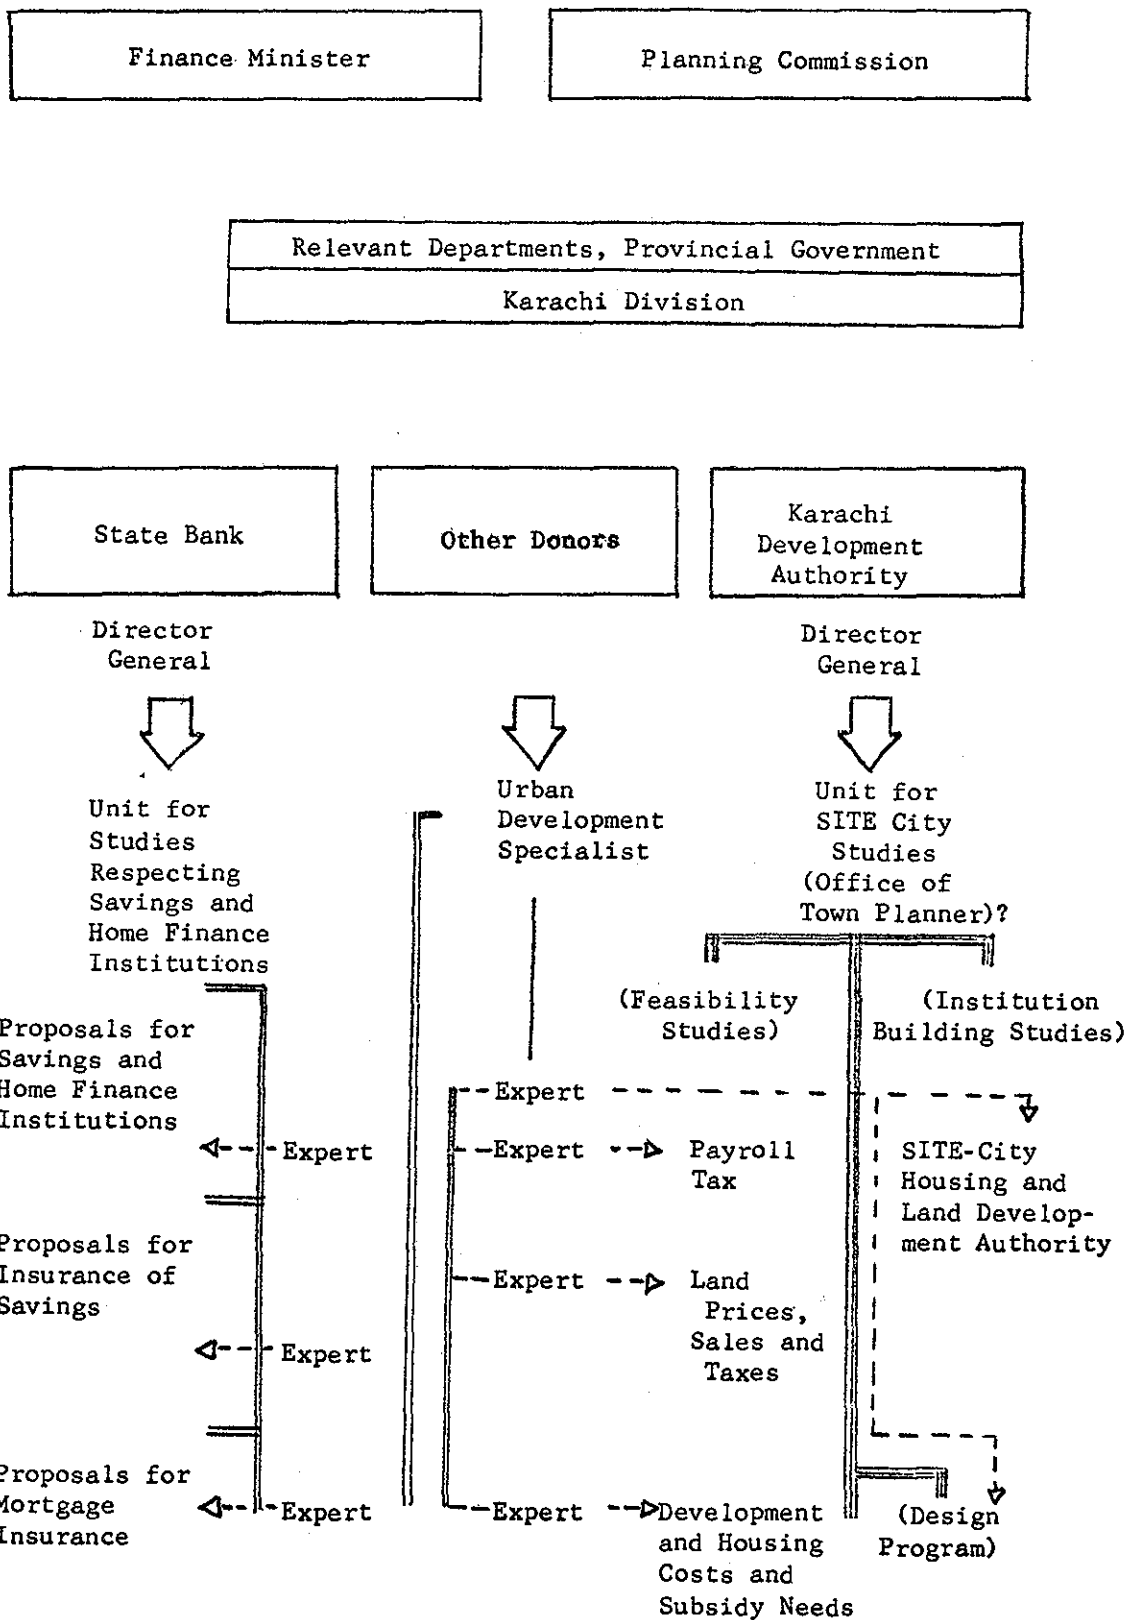 Finance Minister
Planning Commission
Relevant Departments, Provincial Government
Karachi Division
State Bank
Other Donors
Karachi
Development
Authority
Director
General
Director
General
Unit for
Studies
Respecting
Savings and
Home Finance
Institutions
Urban
Development
Specialist
Unit for
SITE City
Studies
(Office of
Town Planner)?
(Feasibility
Studies)
(Institution
Building Studies)
Proposals for
Savings and
Home Finance
Institutions
Expert
Proposals for
Insurance of
Savings
Expert
Proposals for
Mortgage
Insurance
Expert
Expert
Expert
Payroll
Tax
SITE-City
Housing and
Land Develop-
ment Authority
Expert
Land
Prices,
Sales and
Taxes
Expert
Development
and Housing
Costs and
Subsidy Needs
(Design
Program)